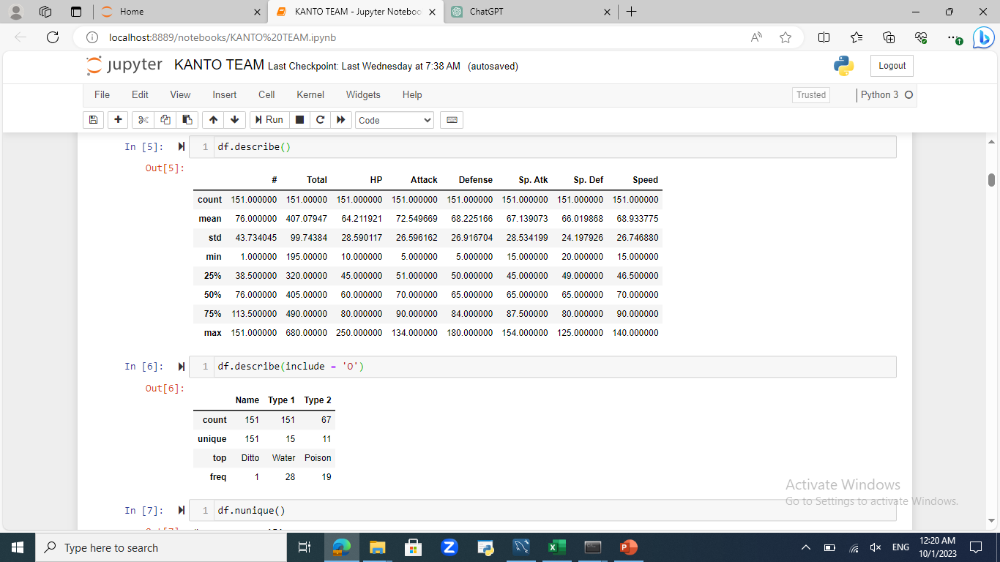 Home
KANTO TEAM - Jupyter Noteboo
ChatGPT
localhost:8889/notebooks/KANTO%20TEAM.ipynb
jupyter KANTO TEAM Last Checkpoint: Last Wednesday at 7:38 AM (autosaved)
Logout
File Edit View Insert Cell Kernel Widgets Help
Trusted
Python 3
Run
Code
In [5]: 1 df.describe()
Out[5]:
# Total HP Attack Defense Sp. Atk Sp. Def Speed
count 151.000000 151.00000 151.000000 151.000000 151.000000 151.000000 151.000000 151.000000
mean 76.000000 407.07947 64.211921 72.549669 68.225166 67.139073 66.019868 68.933775
std 43.734045 99.74384 28.590117 26.596162 26.916704 28.534199 24.197926 26.746880
min 1.000000 195.00000 10.000000 5.000000 5.000000 15.000000 20.000000 15.000000
25% 38.500000 320.00000 45.000000 51.000000 50.000000 45.000000 49.000000 46.500000
50% 76.000000 405.00000 60.000000 70.000000 65.000000 65.000000 65.000000 70.000000
75% 113.500000 490.00000 80.000000 90.000000 84.000000 87.500000 80.000000 90.000000
max 151.000000 680.00000 250.000000 134.000000 180.000000 154.000000 125.000000 140.000000
In [6]: 1 df.describe(include = 'O')
Out[6]:
Name Type 1 Type 2
count 151 151 67
unique 151 15 11
top Ditto Water Poison
freq 1 28 19
Activate Windows
Go to Settings to activate Windows.
In [7]: 1 df.nunique()
Type here to search
ENG
12:20 AM
10/1/2023